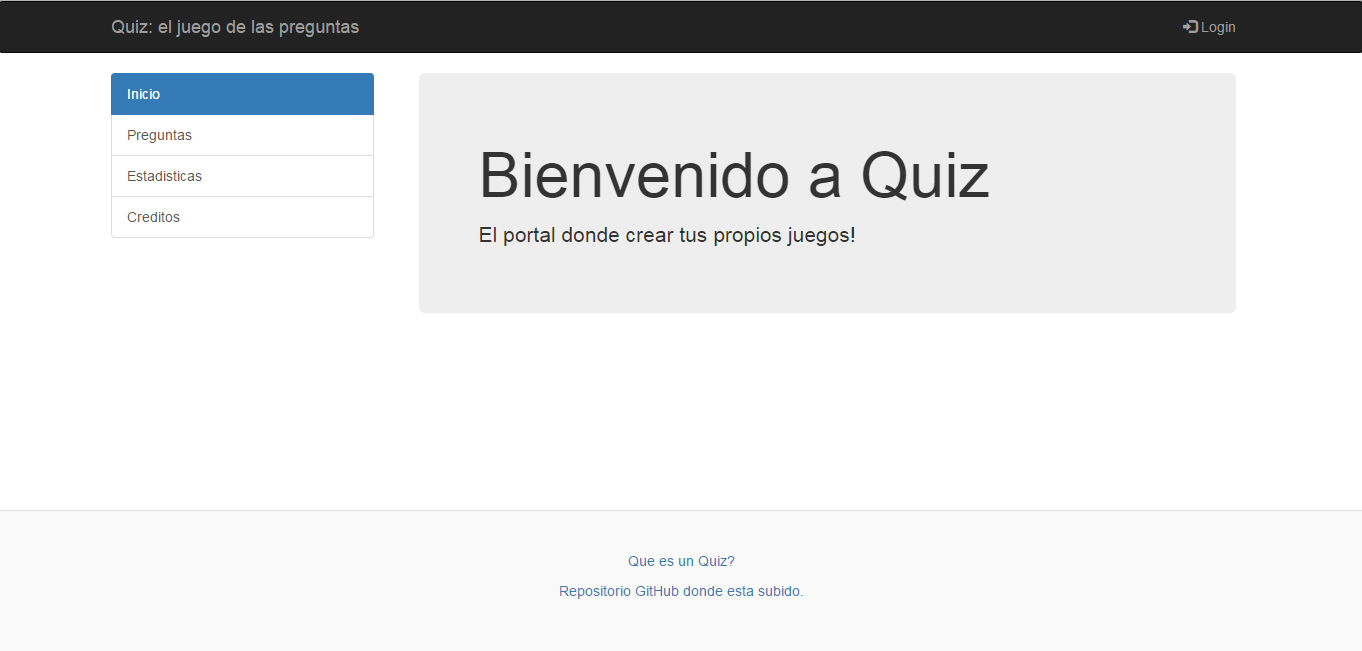 Quiz: el juego de las preguntas
Login
Inicio
Preguntas
Estadisticas
Creditos
Bienvenido a Quiz
El portal donde crear tus propios juegos!
Que es un Quiz?
Repositorio GitHub donde esta subido.